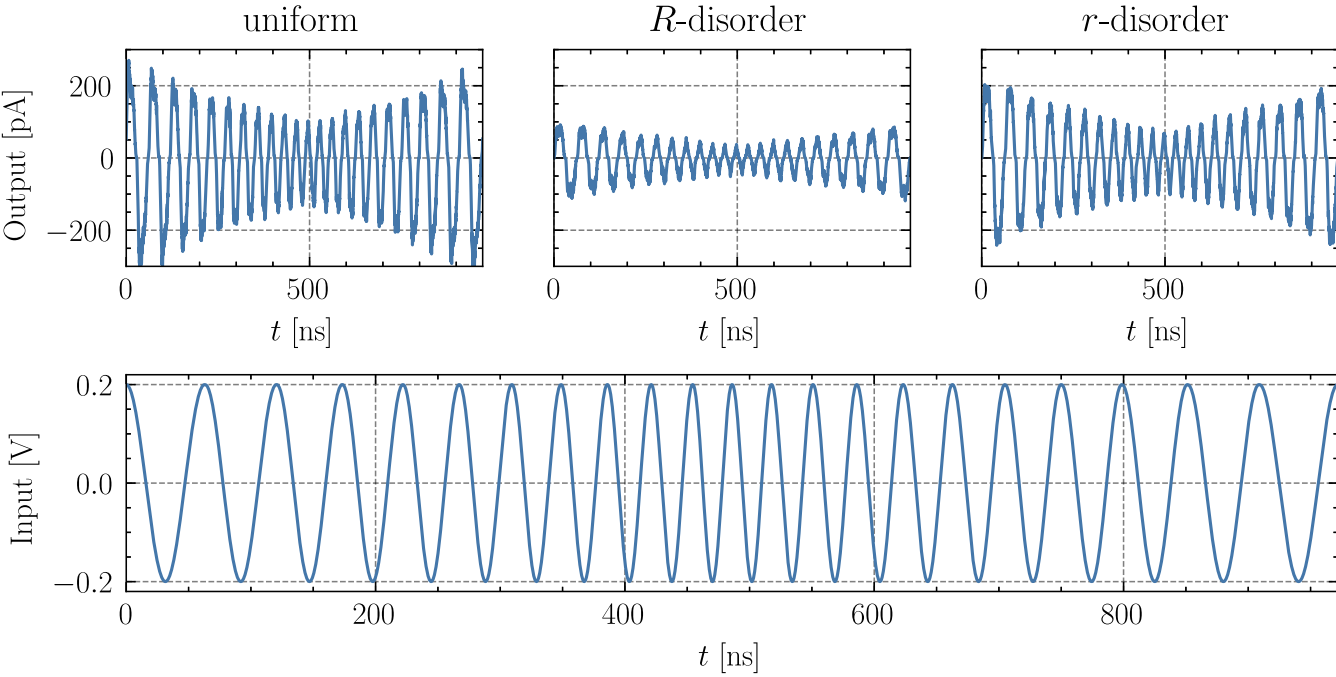 uniform
R-disorder
r-disorder
Output [pA]
200
0
−200
0
500
0
500
0
500
t [ns]
t [ns]
t [ns]
Input [V]
0.2
0.0
−0.2
0
200
400
600
800
t [ns]